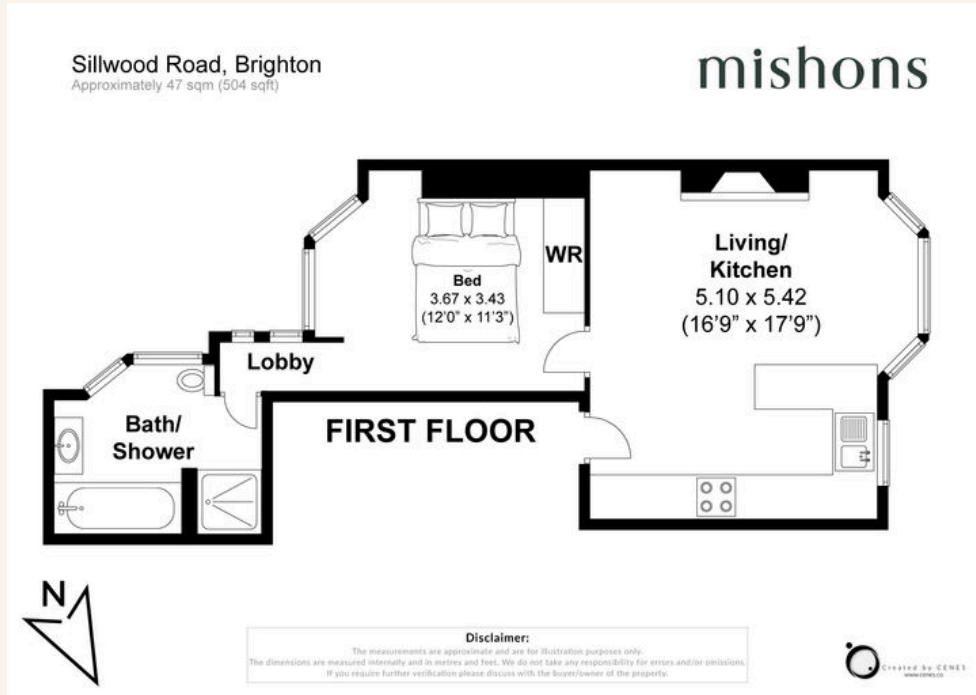 Sillwood Road, Brighton
Approximately 47 sqm (504 sqft)
mishons
Living/
Kitchen
5.10 x 5.42
(16'9" x 17'9")
WR
Bed
3.67 x 3.43
(12'0" x 11'3")
Lobby
Bath/
Shower
FIRST FLOOR
N
Disclaimer:
The measurements are approximate and are for illustration purposes only.
The dimensions are measured internally and in metres and feet. We do not take any responsibility for errors and/or omissions.
If you require further verification please discuss with the buyer/owner of the property.
Created by CENES
www.cenes.co